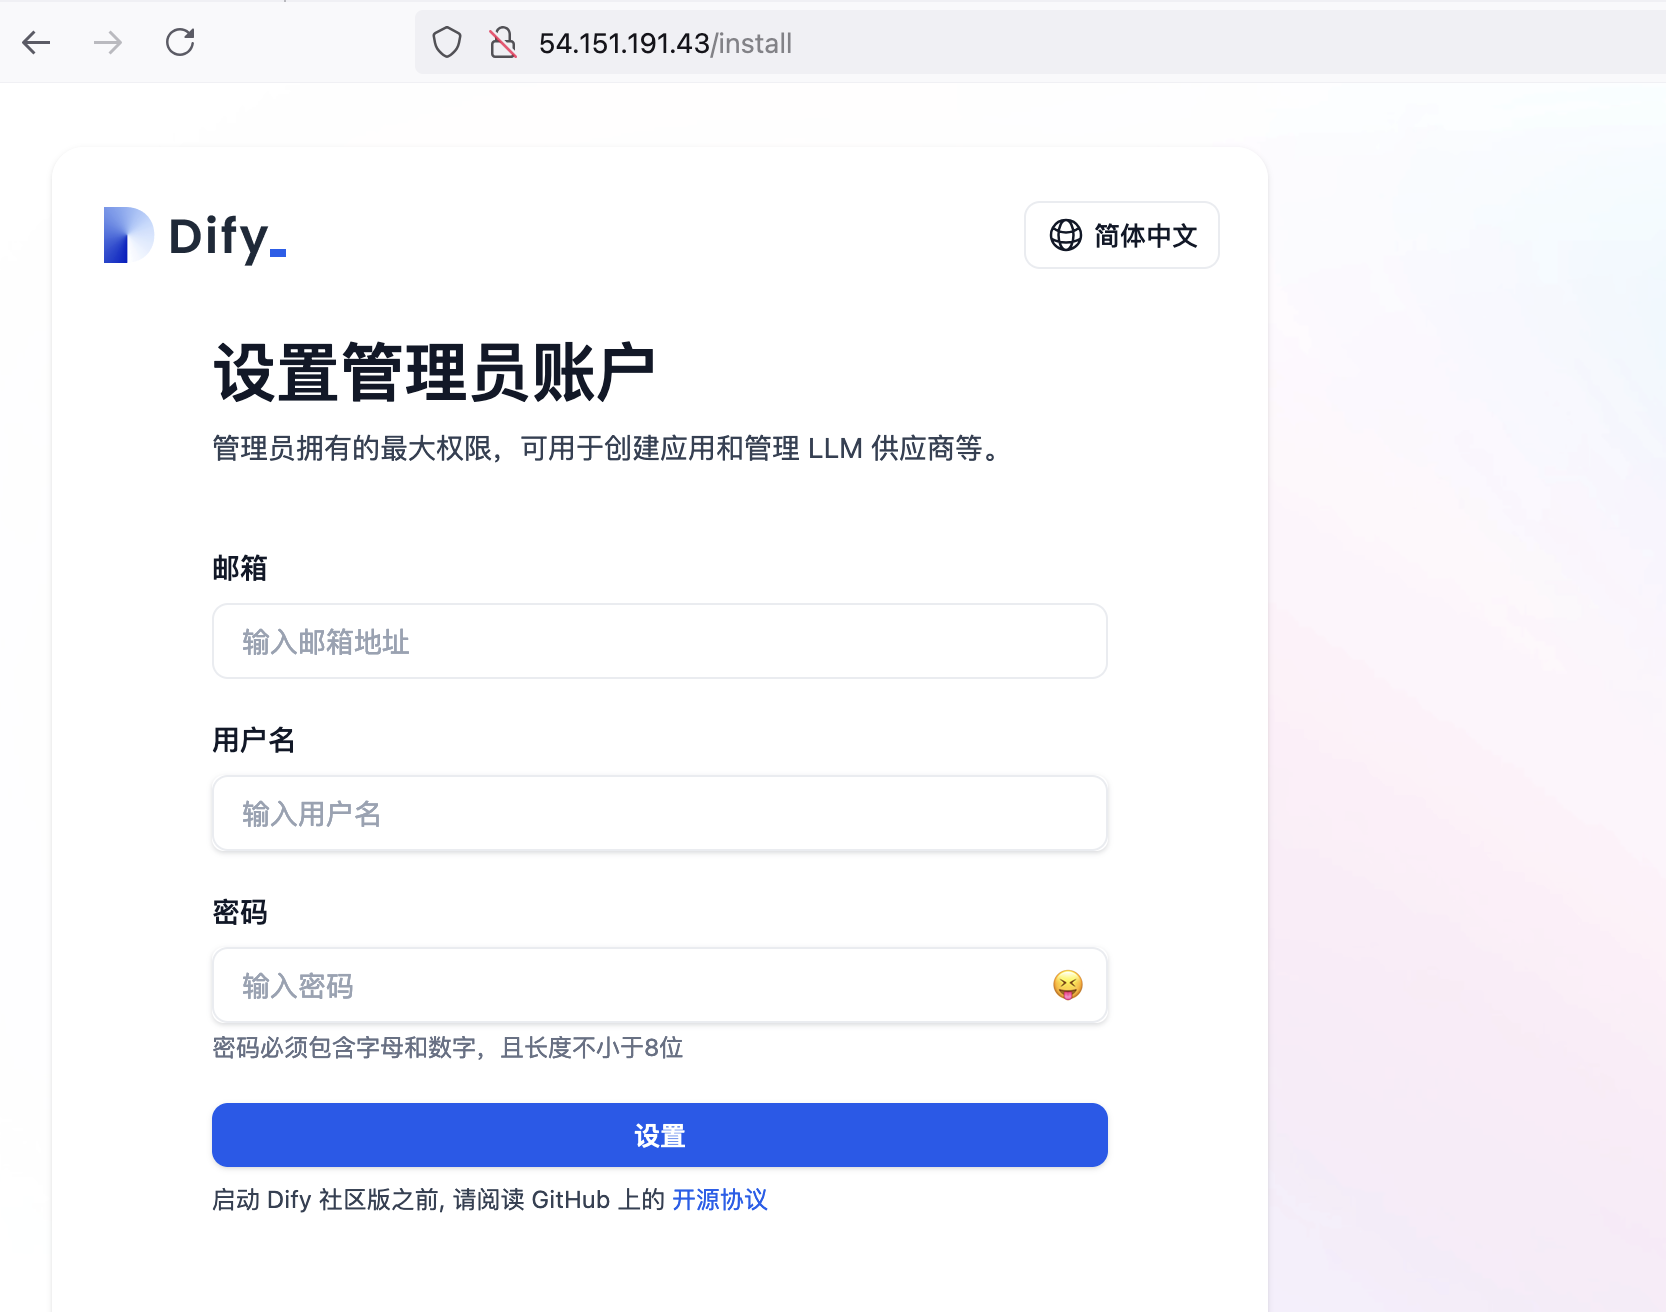 54.151.191.43/install
Dify
简体中文
设置管理员账户
管理员拥有的最大权限，可用于创建应用和管理 LLM 供应商等。
邮箱
输入邮箱地址
用户名
输入用户名
密码
输入密码
密码必须包含字母和数字，且长度不小于8位
设置
启动 Dify 社区版之前, 请阅读 GitHub 上的 开源协议